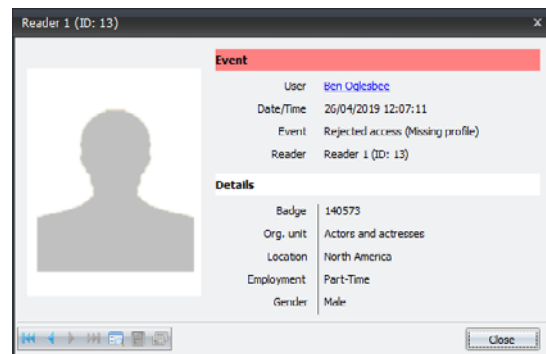 Reader 1 (ID: 13) x
Event
User Ben Oglesbee
Date/Time 26/04/2019 12:07:11
Event Rejected access (Missing profile)
Reader Reader 1 (ID: 13)
Details
Badge 140573
Org. unit Actors and actresses
Location North America
Employment Part-Time
Gender Male
Close